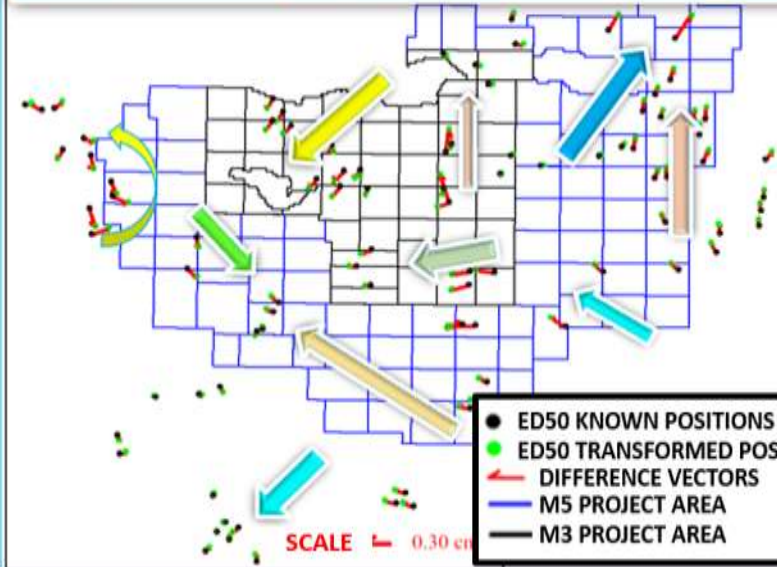 ● ED50 KNOWN POSITIONS
● ED50 TRANSFORMED POS
DIFFERENCE VECTORS
M5 PROJECT AREA
M3 PROJECT AREA
SCALE 0.30 cm